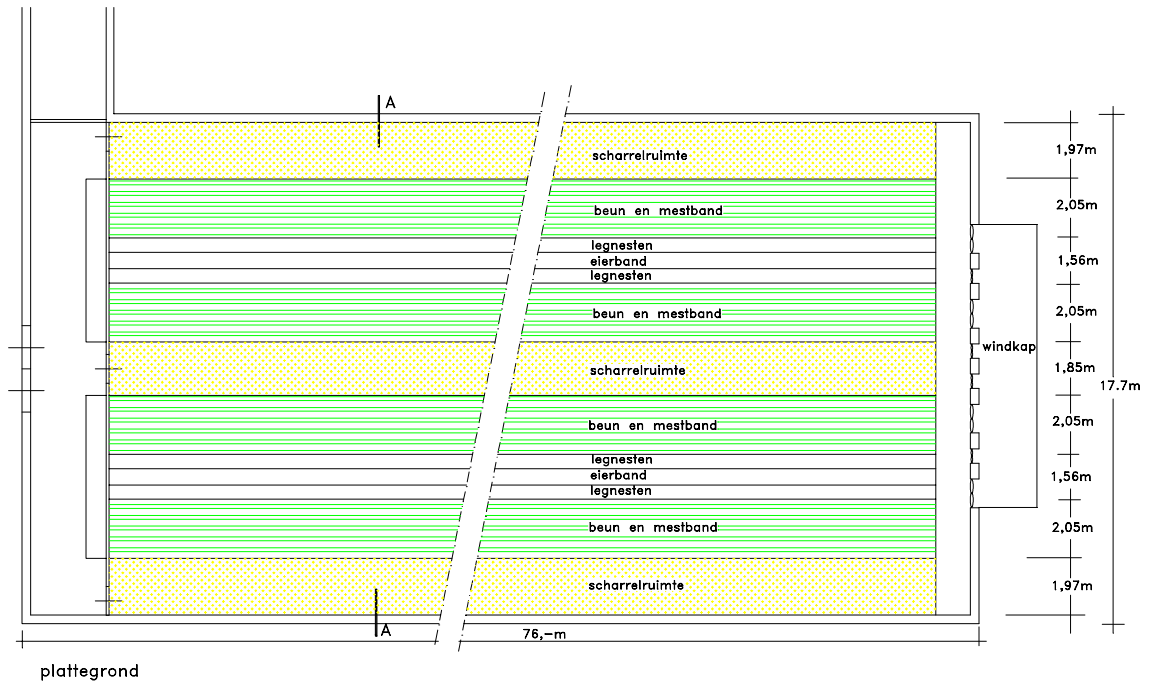 A
scharrelruimte
1,97m
beun en mestband
2,05m
legnesten
eierband
1,56m
legnesten
beun en mestband
2,05m
windkap
scharrelruimte
1,85m
17.7m
beun en mestband
2,05m
legnesten
eierband
1,56m
legnesten
beun en mestband
2,05m
scharrelruimte
1,97m
A
76,-m
plattegrond